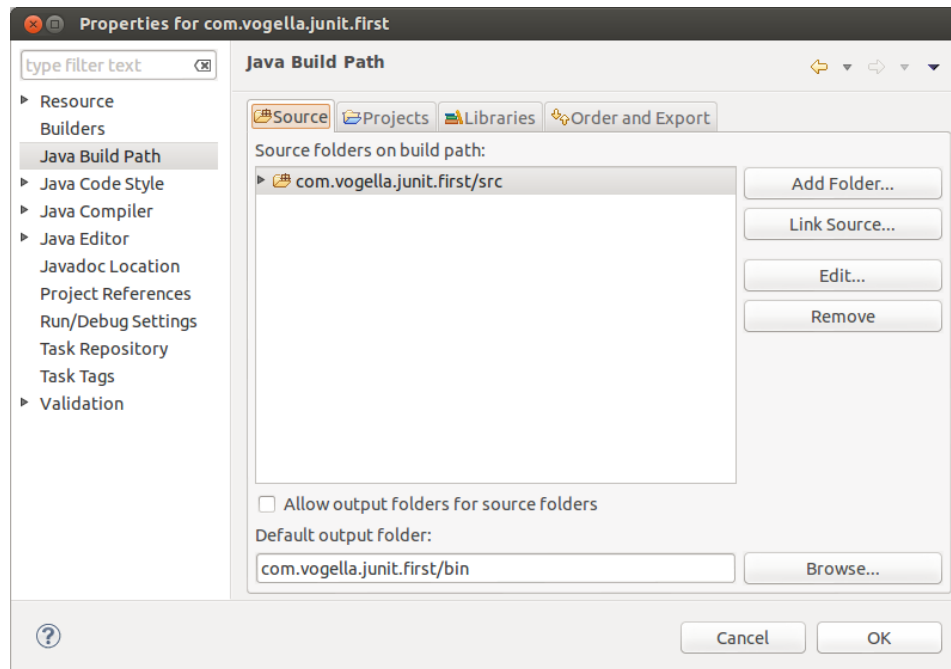 Properties for com.vogella.junit.first
type filter text
Resource
Builders
Java Build Path
Java Code Style
Java Compiler
Java Editor
Javadoc Location
Project References
Run/Debug Settings
Task Repository
Task Tags
Validation
Java Build Path
Source Projects Libraries Order and Export
Source folders on build path:
com.vogella.junit.first/src
Add Folder...
Link Source...
Edit...
Remove
Allow output folders for source folders
Default output folder:
com.vogella.junit.first/bin
Browse...
Cancel OK